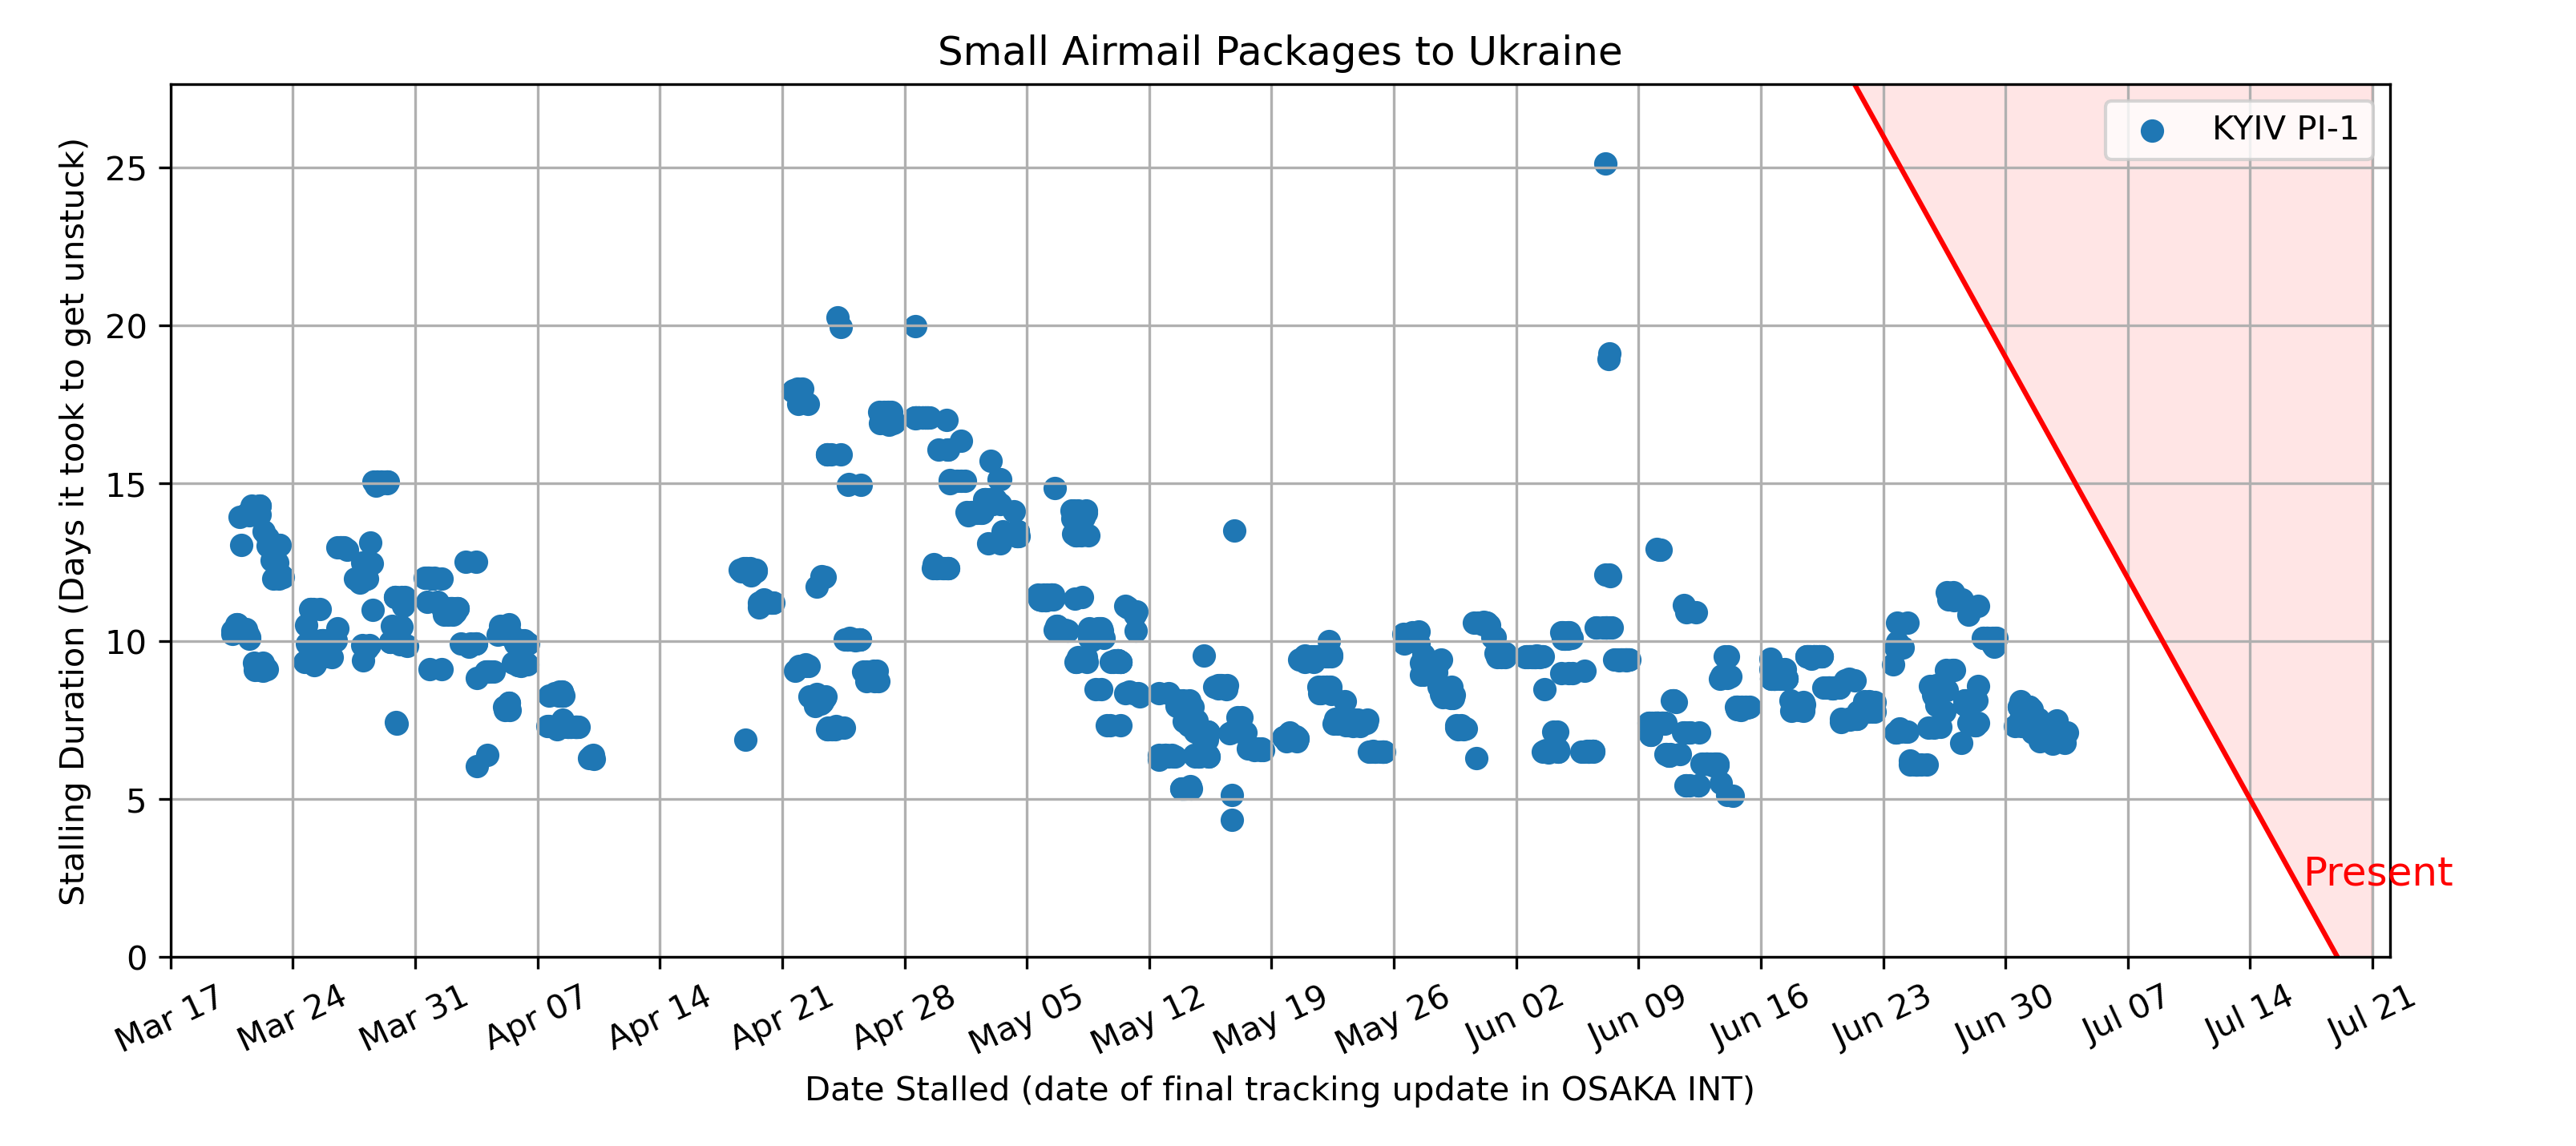 Small Airmail Packages to Ukraine
Stalling Duration (Days it took to get unstuck)
25
20
15
10
5
0
KYIV PI-1
Present
Mar 17
Mar 24
Mar 31
Apr 07
Apr 14
Apr 21
Apr 28
May 05
May 12
May 19
May 26
Jun 02
Jun 09
Jun 16
Jun 23
Jun 30
Jul 07
Jul 14
Jul 21
Date Stalled (date of final tracking update in OSAKA INT)